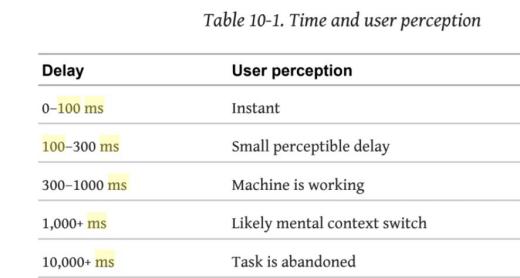 Table 10-1. Time and user perception
Delay User perception
0–100 ms Instant
100–300 ms Small perceptible delay
300–1000 ms Machine is working
1,000+ ms Likely mental context switch
10,000+ ms Task is abandoned